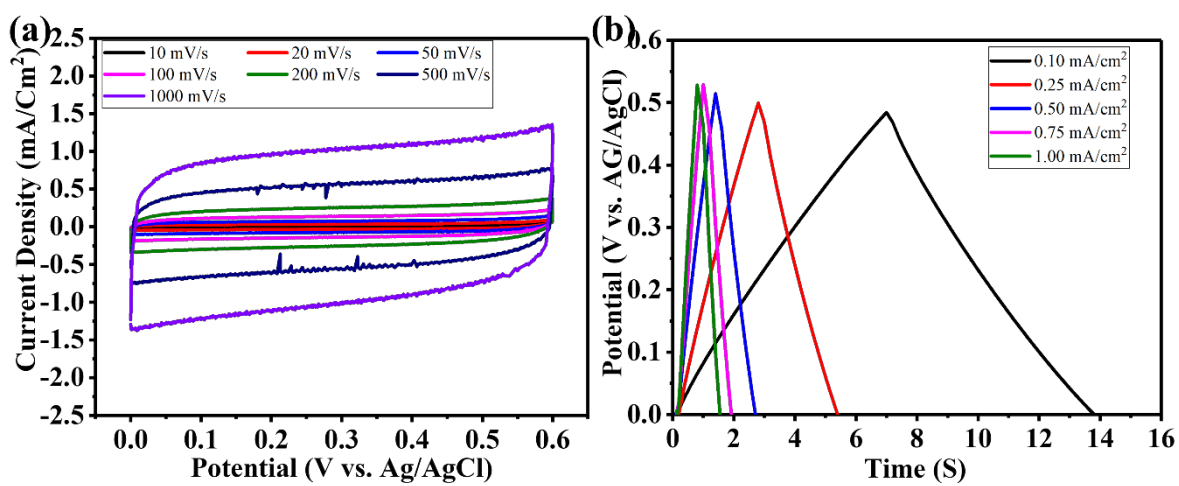 (a)
Current Density (mA/Cm²)
2.5
2.0
1.5
1.0
0.5
0.0
-0.5
-1.0
-1.5
-2.0
-2.5
10 mV/s 20 mV/s 50 mV/s
100 mV/s 200 mV/s 500 mV/s
1000 mV/s
0.0 0.1 0.2 0.3 0.4 0.5 0.6
Potential (V vs. Ag/AgCl)
(b)
Potential (V vs. AG/AgCl)
0.6
0.5
0.4
0.3
0.2
0.1
0.0
0.10 mA/cm²
0.25 mA/cm²
0.50 mA/cm²
0.75 mA/cm²
1.00 mA/cm²
0 2 4 6 8 10 12 14 16
Time (S)